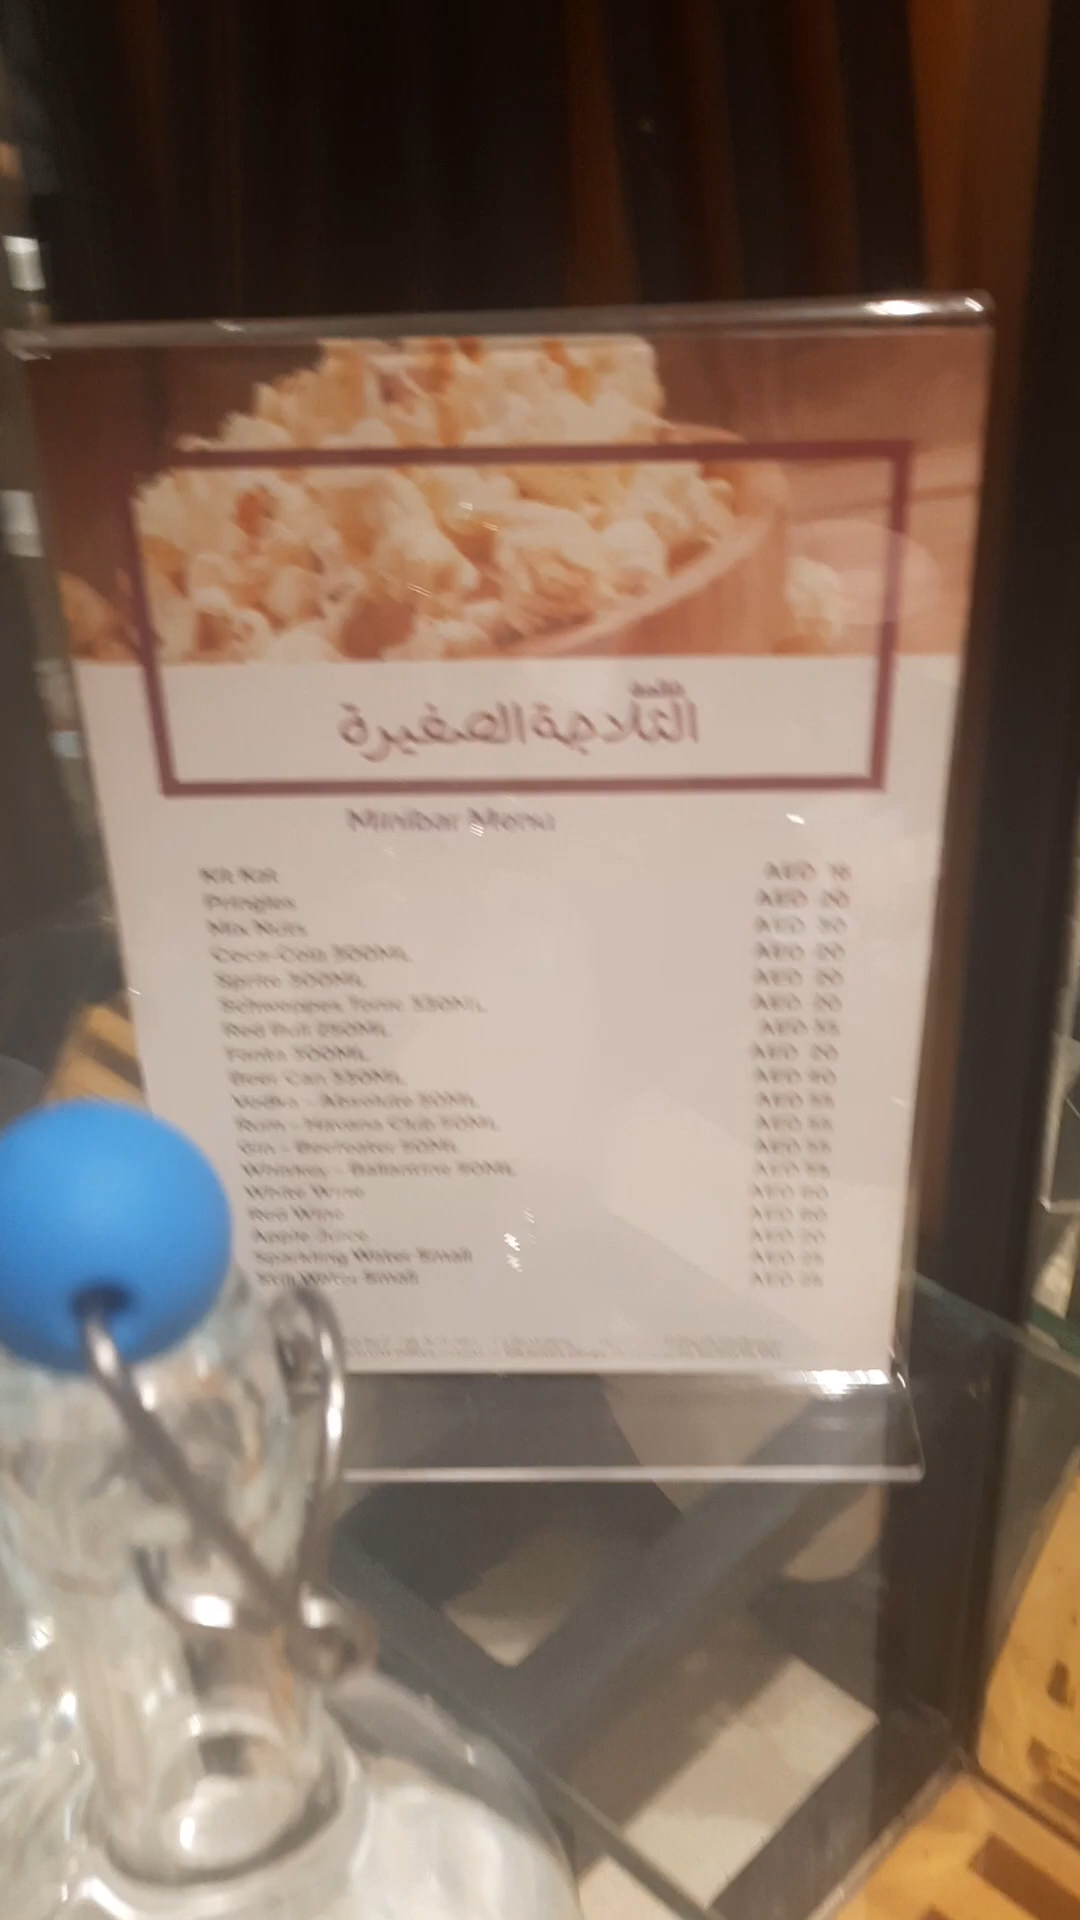 قائمة
الثلاجة الصغيرة
Minibar Menu
Kit Kat AED
Pringles AED 20
Mix Nuts AED 30
Coca-Cola 300ML AED 20
Sprite 300ML AED 20
Schweppes Tonic 330ML AED 20
Red Bull 250ML AED 35
Fanta 300ML AED 20
Beer Can 330ML AED
Vodka - Absolute 50ML AED 55
Rum - Havana Club 50ML AED 55
Gin - Beefeater 50ML AED 55
Whiskey - Ballantine 50ML AED 55
White Wine AED
Red Wine AED
Apple Juice AED 20
Sparkling Water Small AED 25
Still Water Small AED 25